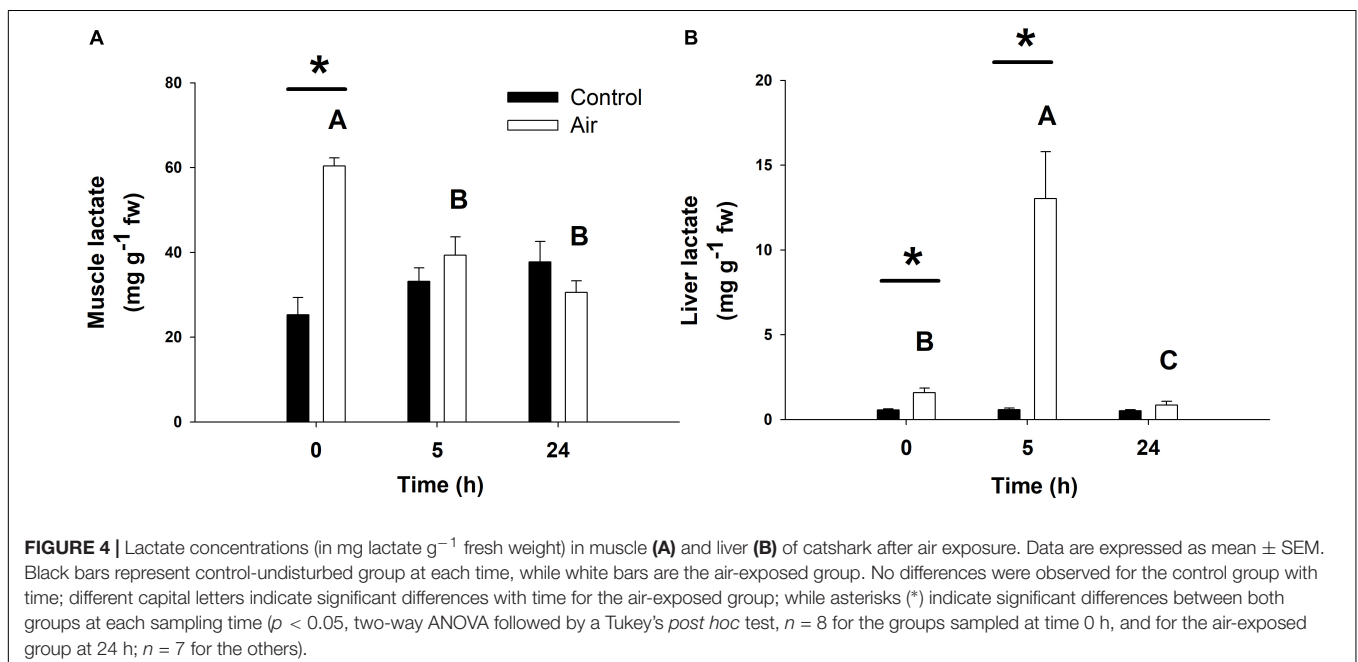 A
80
60
40
20
0
Muscle lactate
(mg g-1 fw)
*
A
B
B
Control
Air
0 5 24
Time (h)
B
20
15
10
5
0
Liver lactate
(mg g-1 fw)
*
B
*
A
C
0 5 24
Time (h)
FIGURE 4 | Lactate concentrations (in mg lactate g−1 fresh weight) in muscle (A) and liver (B) of catshark after air exposure. Data are expressed as mean ± SEM.
Black bars represent control-undisturbed group at each time, while white bars are the air-exposed group. No differences were observed for the control group with
time; different capital letters indicate significant differences with time for the air-exposed group; while asterisks (*) indicate significant differences between both
groups at each sampling time (p < 0.05, two-way ANOVA followed by a Tukey's post hoc test, n = 8 for the groups sampled at time 0 h, and for the air-exposed
group at 24 h; n = 7 for the others).